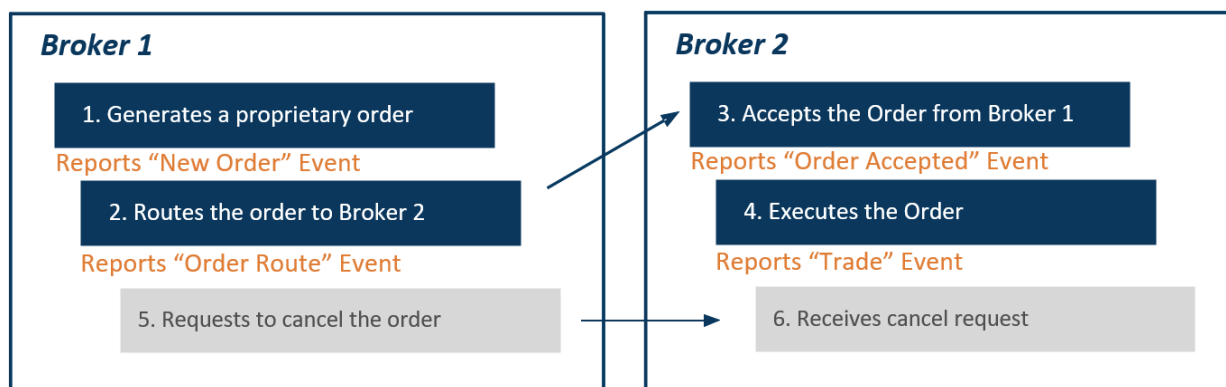 Broker 1
1. Generates a proprietary order
Reports “New Order” Event
2. Routes the order to Broker 2
Reports “Order Route” Event
5. Requests to cancel the order
Broker 2
3. Accepts the Order from Broker 1
Reports “Order Accepted” Event
4. Executes the Order
Reports “Trade” Event
6. Receives cancel request